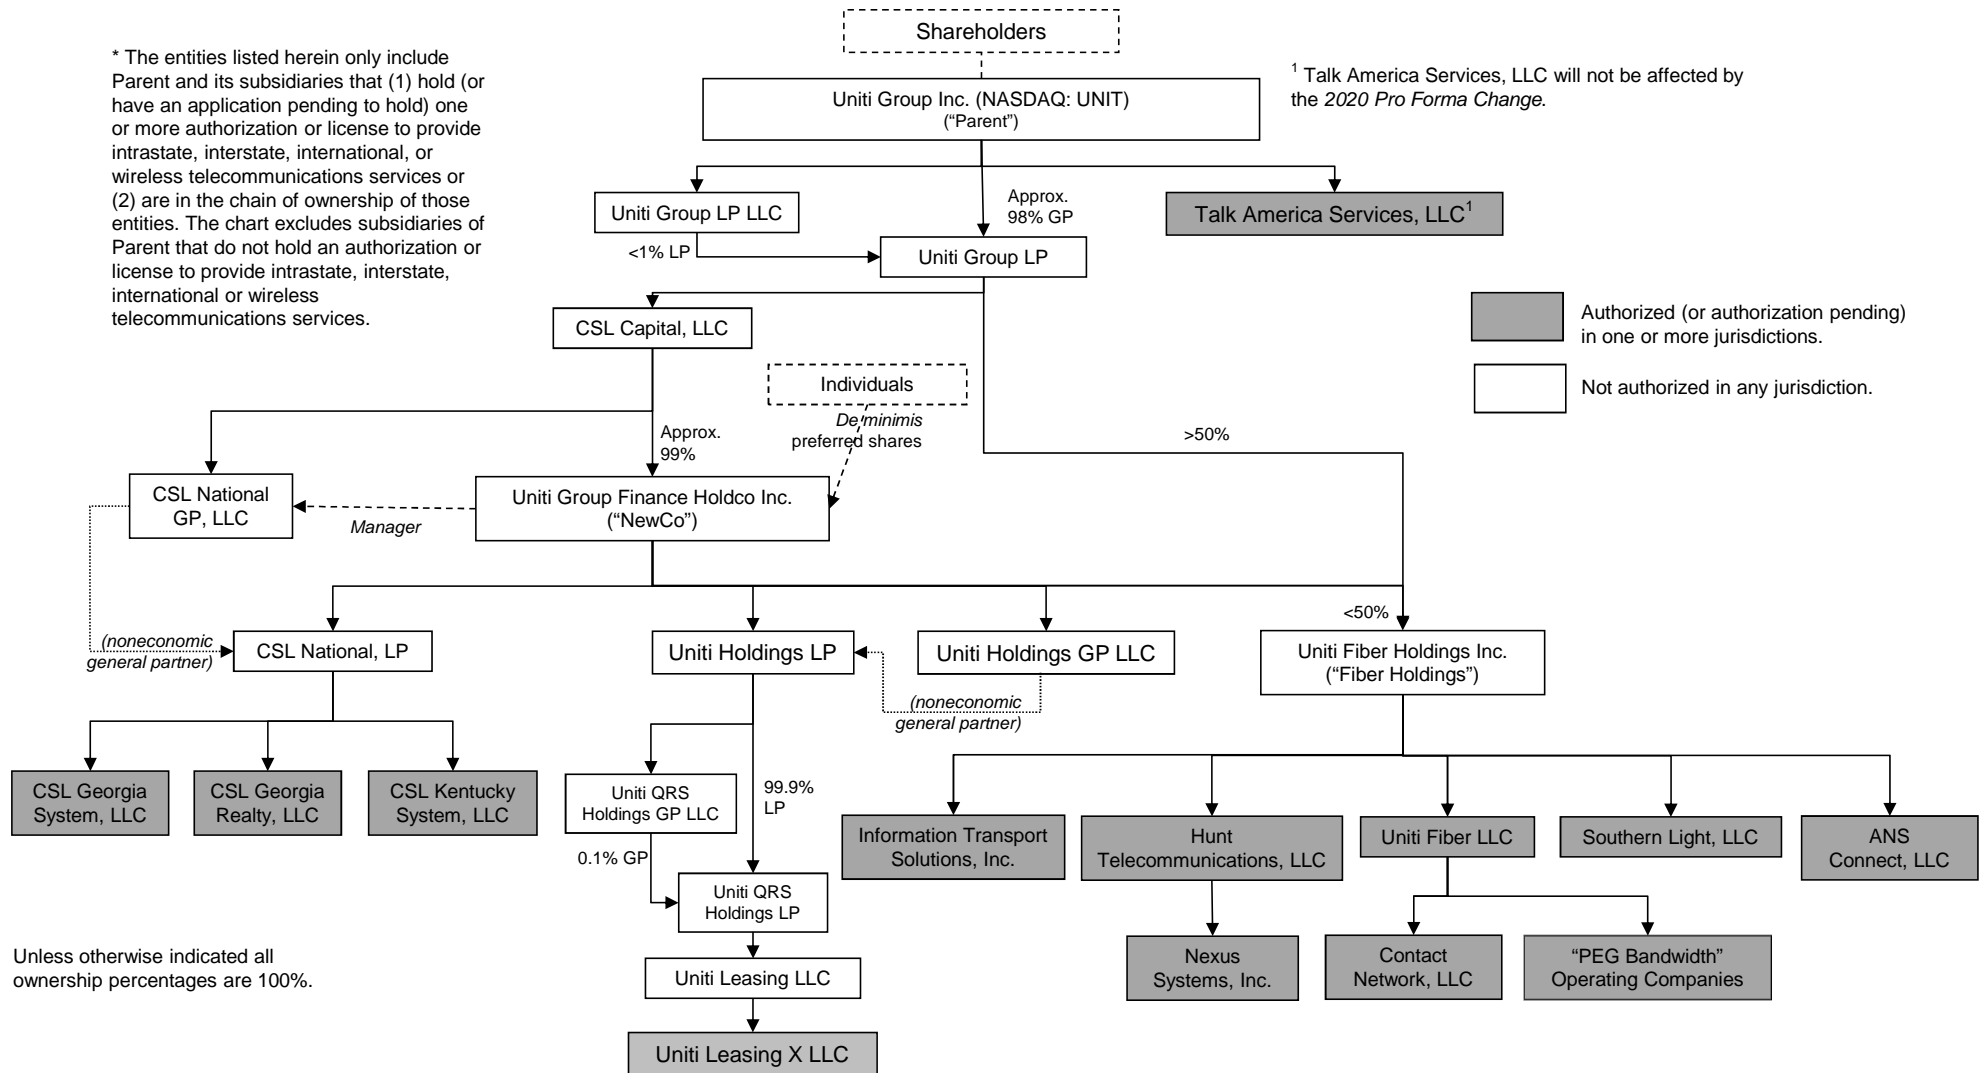 Shareholders
* The entities listed herein only include
Parent and its subsidiaries that (1) hold (or
have an application pending to hold) one
or more authorization or license to provide
intrastate, interstate, international, or
wireless telecommunications services or
(2) are in the chain of ownership of those
entities. The chart excludes subsidiaries of
Parent that do not hold an authorization or
license to provide intrastate, interstate,
international or wireless
telecommunications services.
Uniti Group Inc. (NASDAQ: UNIT)
(“Parent”)
1 Talk America Services, LLC will not be affected by
the 2020 Pro Forma Change.
Uniti Group LP LLC
Approx.
98% GP
Talk America Services, LLC1
<1% LP
Uniti Group LP
CSL Capital, LLC
Authorized (or authorization pending)
in one or more jurisdictions.
Not authorized in any jurisdiction.
Individuals
De minimis
preferred shares
Approx.
99%
>50%
CSL National
GP, LLC
Manager
Uniti Group Finance Holdco Inc.
(“NewCo”)
<50%
(noneconomic
general partner)
CSL National, LP
Uniti Holdings LP
Uniti Holdings GP LLC
Uniti Fiber Holdings Inc.
(“Fiber Holdings”)
(noneconomic
general partner)
CSL Georgia
System, LLC
CSL Georgia
Realty, LLC
CSL Kentucky
System, LLC
Uniti QRS
Holdings GP LLC
99.9%
LP
0.1% GP
Information Transport
Solutions, Inc.
Hunt
Telecommunications, LLC
Uniti Fiber LLC
Southern Light, LLC
ANS
Connect, LLC
Uniti QRS
Holdings LP
Nexus
Systems, Inc.
Contact
Network, LLC
“PEG Bandwidth”
Operating Companies
Unless otherwise indicated all
ownership percentages are 100%.
Uniti Leasing LLC
Uniti Leasing X LLC